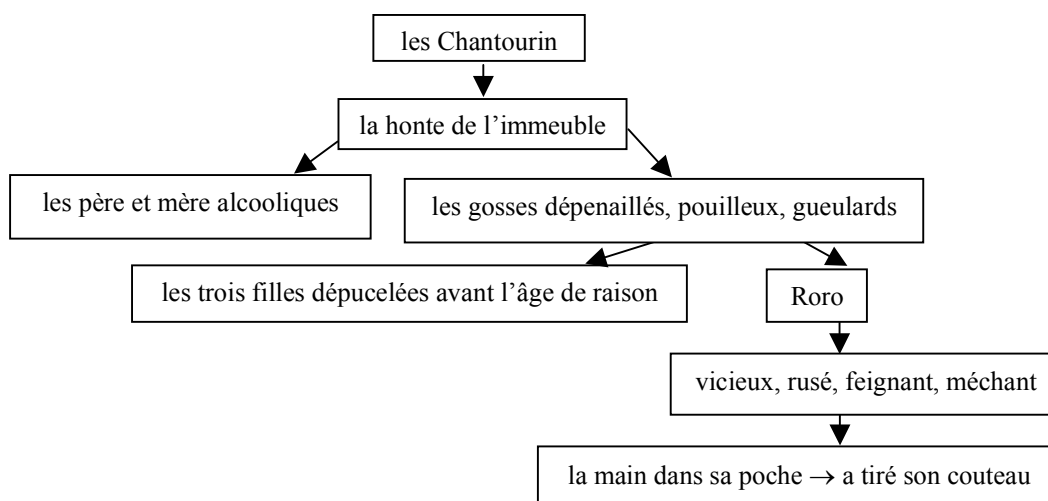 les Chantourin
la honte de l’immeuble
les père et mère alcooliques
les gosses dépenaillés, pouilleux, gueulards
les trois filles dépucelées avant l’âge de raison
Roro
vicieux, rusé, feignant, méchant
la main dans sa poche → a tiré son couteau